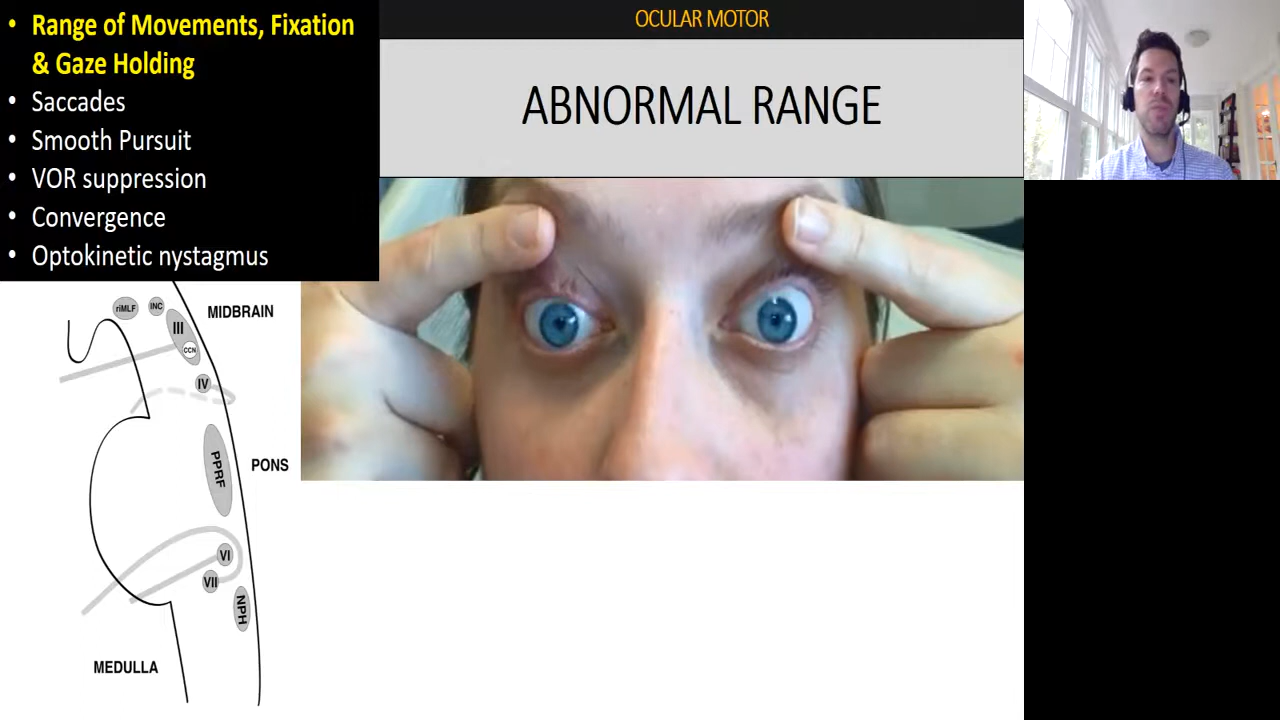 • Range of Movements, Fixation
& Gaze Holding
• Saccades
• Smooth Pursuit
• VOR suppression
• Convergence
• Optokinetic nystagmus
OCULAR MOTOR
ABNORMAL RANGE
riMLF
INC
MIDBRAIN
III
CCN
IV
PPRF
PONS
VI
VII
NPH
MEDULLA